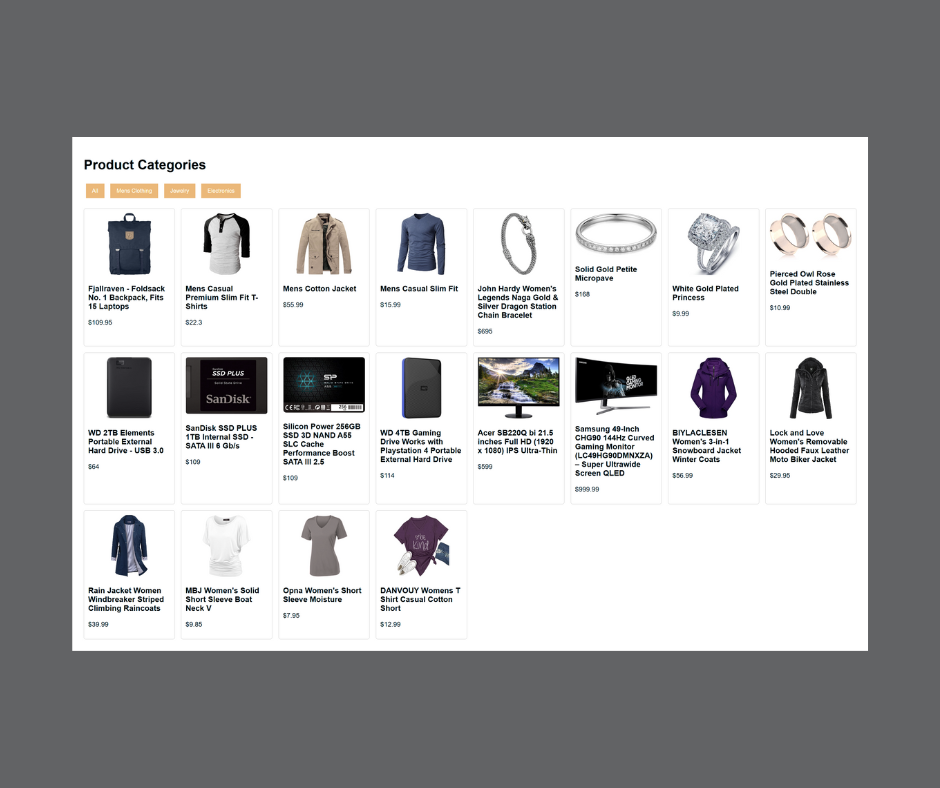 Product Categories
All
Mens Clothing
Jewelry
Electronics
Fjallraven - Foldsack
No. 1 Backpack, Fits
15 Laptops
$109.95
Mens Casual
Premium Slim Fit T-
Shirts
$22.3
Mens Cotton Jacket
$55.99
Mens Casual Slim Fit
$15.99
John Hardy Women's
Legends Naga Gold &
Silver Dragon Station
Chain Bracelet
$695
Solid Gold Petite
Micropave
$168
White Gold Plated
Princess
$9.99
Pierced Owl Rose
Gold Plated Stainless
Steel Double
$10.99
WD 2TB Elements
Portable External
Hard Drive - USB 3.0
$64
SSD PLUS
SanDisk
SanDisk SSD PLUS
1TB Internal SSD -
SATA III 6 Gb/s
$109
SP
256
Silicon Power 256GB
SSD 3D NAND A55
SLC Cache
Performance Boost
SATA III 2.5
$109
WD 4TB Gaming
Drive Works with
Playstation 4 Portable
External Hard Drive
$114
Acer SB220Q bi 21.5
inches Full HD (1920
x 1080) IPS Ultra-Thin
$599
QLED
GAMING
MONITOR
Samsung 49-Inch
CHG90 144Hz Curved
Gaming Monitor
(LC49HG90DMNXZA)
– Super Ultrawide
Screen QLED
$999.99
BIYLACLESEN
Women's 3-in-1
Snowboard Jacket
Winter Coats
$56.99
Lock and Love
Women's Removable
Hooded Faux Leather
Moto Biker Jacket
$29.95
Rain Jacket Women
Windbreaker Striped
Climbing Raincoats
$39.99
MBJ Women's Solid
Short Sleeve Boat
Neck V
$9.85
Opna Women's Short
Sleeve Moisture
$7.95
kind
DANVOUY Womens T
Shirt Casual Cotton
Short
$12.99